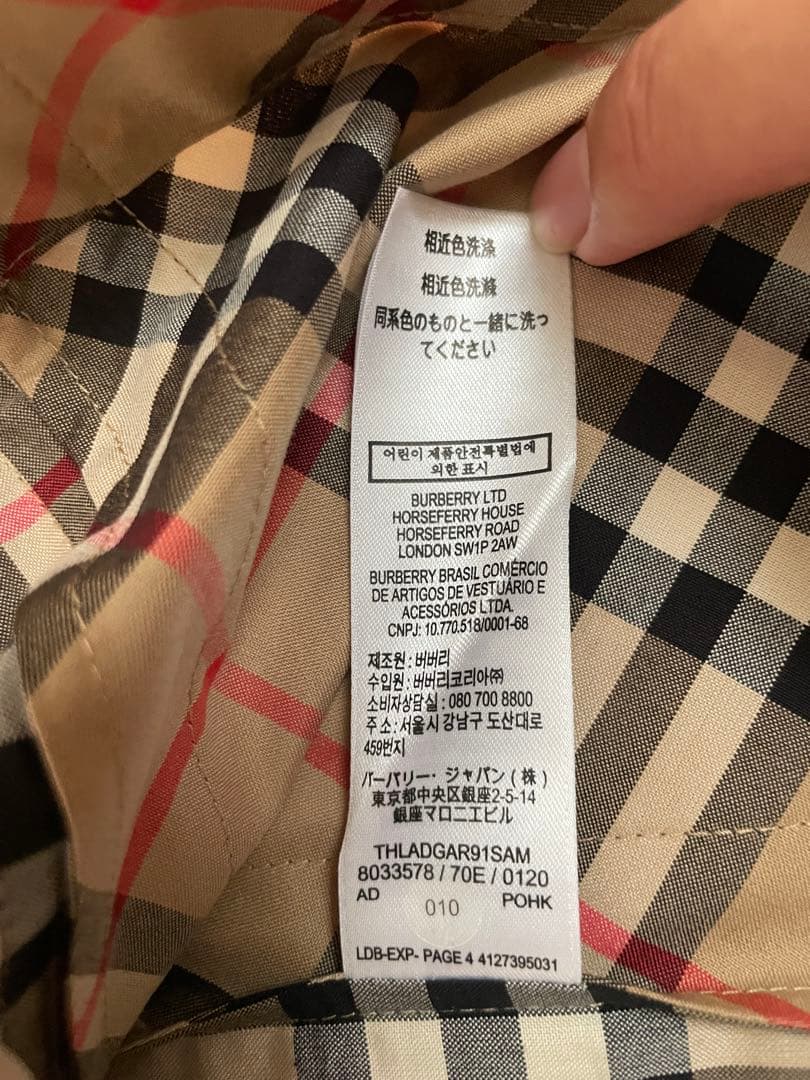 相近色洗涤
相近色洗滌
同系色のものと一緒に洗っ
てください
어린이 제품안전특별법에
의한 표시
BURBERRY LTD
HORSEFERRY HOUSE
HORSEFERRY ROAD
LONDON SW1P 2AW
BURBERRY BRASIL COMÉRCIO
DE ARTIGOS DE VESTUÁRIO E
ACESSÓRIOS LTDA.
CNPJ: 10.770.518/0001-68
제조원 : 버버리
수입원 : 버버리코리아㈜
소비자상담실 : 080 700 8800
주 소 : 서울시 강남구 도산대로
459번지
バーバリー・ジャパン ( 株 )
東京都中央区銀座2-5-14
銀座マロニエビル
THLADGAR91SAM
8033578 / 70E / 0120
AD 010 POHK
LDB-EXP- PAGE 4 4127395031